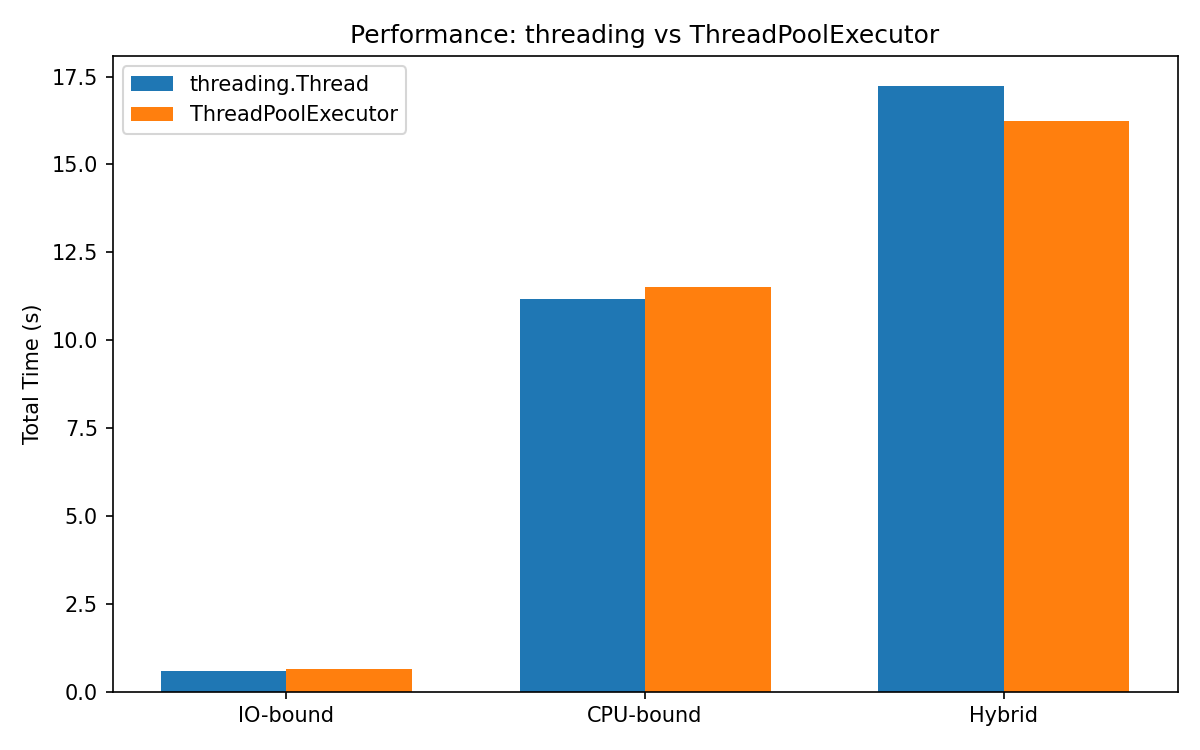 Performance: threading vs ThreadPoolExecutor
threading.Thread
ThreadPoolExecutor
Total Time (s)
17.5
15.0
12.5
10.0
7.5
5.0
2.5
0.0
IO-bound
CPU-bound
Hybrid